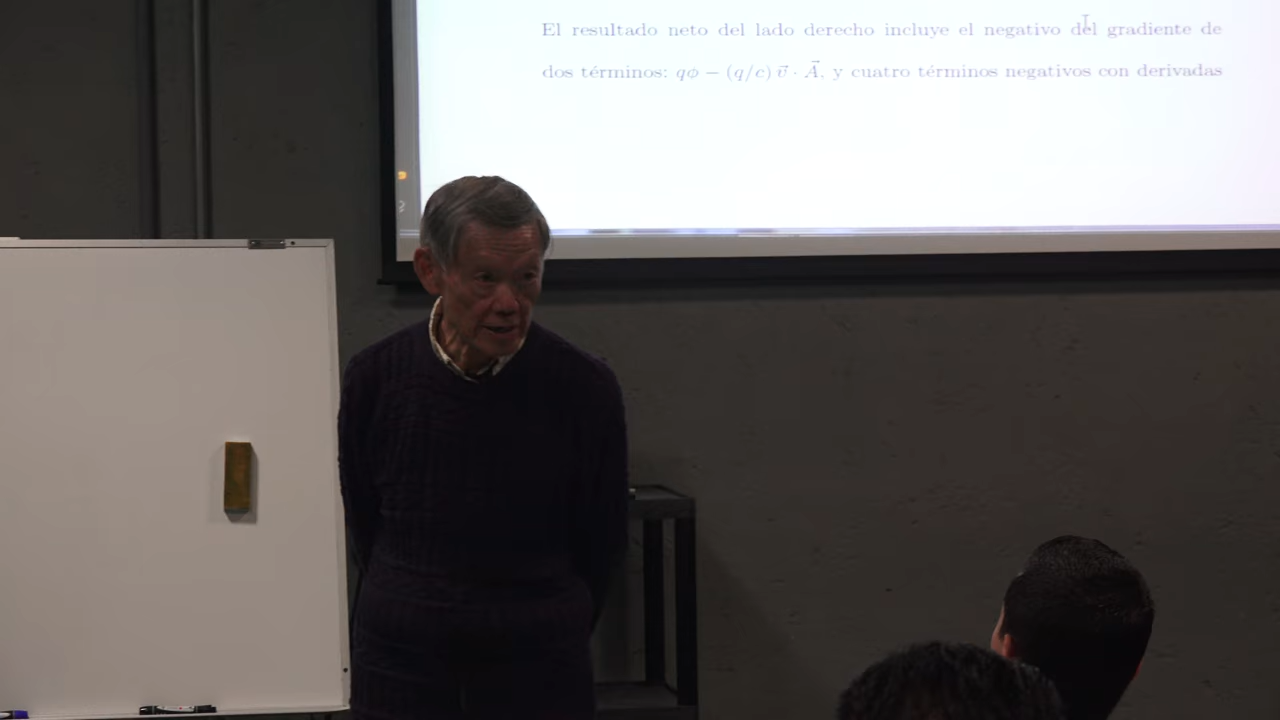 El resultado neto del lado derecho incluye el negativo del gradiente de
dos términos: qϕ − (q/c) v⃗ · A⃗, y cuatro términos negativos con derivadas